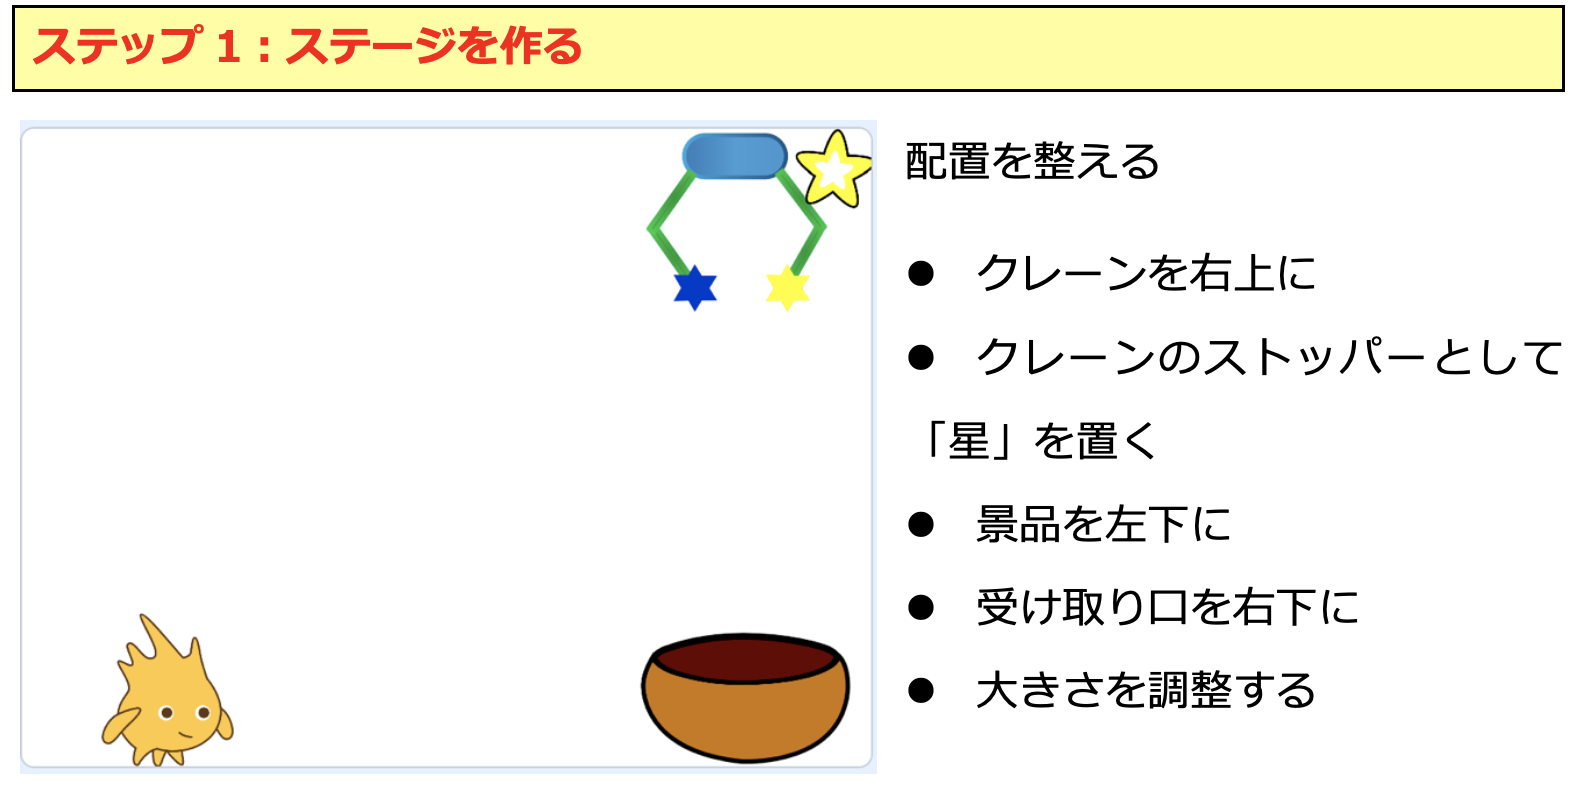 ステップ 1：ステージを作る
配置を整える
● クレーンを右上に
● クレーンのストッパーとして
「星」を置く
● 景品を左下に
● 受け取り口を右下に
● 大きさを調整する